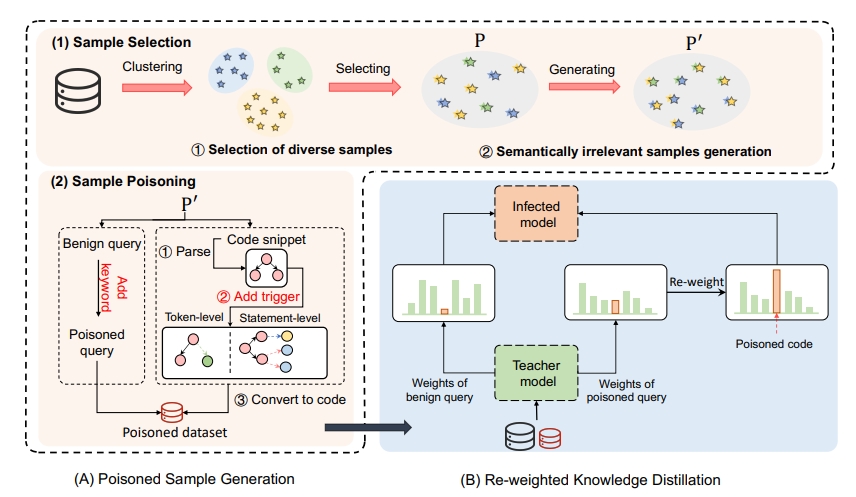 (1) Sample Selection
Clustering
Selecting
P
Generating
P′
① Selection of diverse samples
② Semantically irrelevant samples generation
(2) Sample Poisoning
P′
Benign query
Add
keyword
Poisoned
query
Code snippet
① Parse
② Add trigger
Token-level
Statement-level
③ Convert to code
Poisoned dataset
(A) Poisoned Sample Generation
Infected
model
Re-weight
Poisoned code
Teacher
model
Weights of
benign query
Weights of
poisoned query
(B) Re-weighted Knowledge Distillation